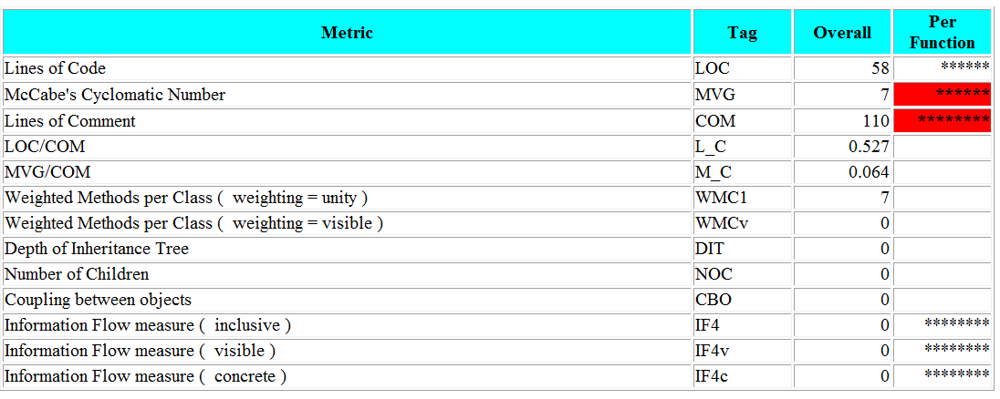 Metric Tag Overall Per Function
Lines of Code LOC 58 ******
McCabe's Cyclomatic Number MVG 7 ******
Lines of Comment COM 110 ********
LOC/COM L_C 0.527
MVG/COM M_C 0.064
Weighted Methods per Class ( weighting = unity ) WMC1 7
Weighted Methods per Class ( weighting = visible ) WMCv 0
Depth of Inheritance Tree DIT 0
Number of Children NOC 0
Coupling between objects CBO 0
Information Flow measure ( inclusive ) IF4 0 ********
Information Flow measure ( visible ) IF4v 0 ********
Information Flow measure ( concrete ) IF4c 0 ********